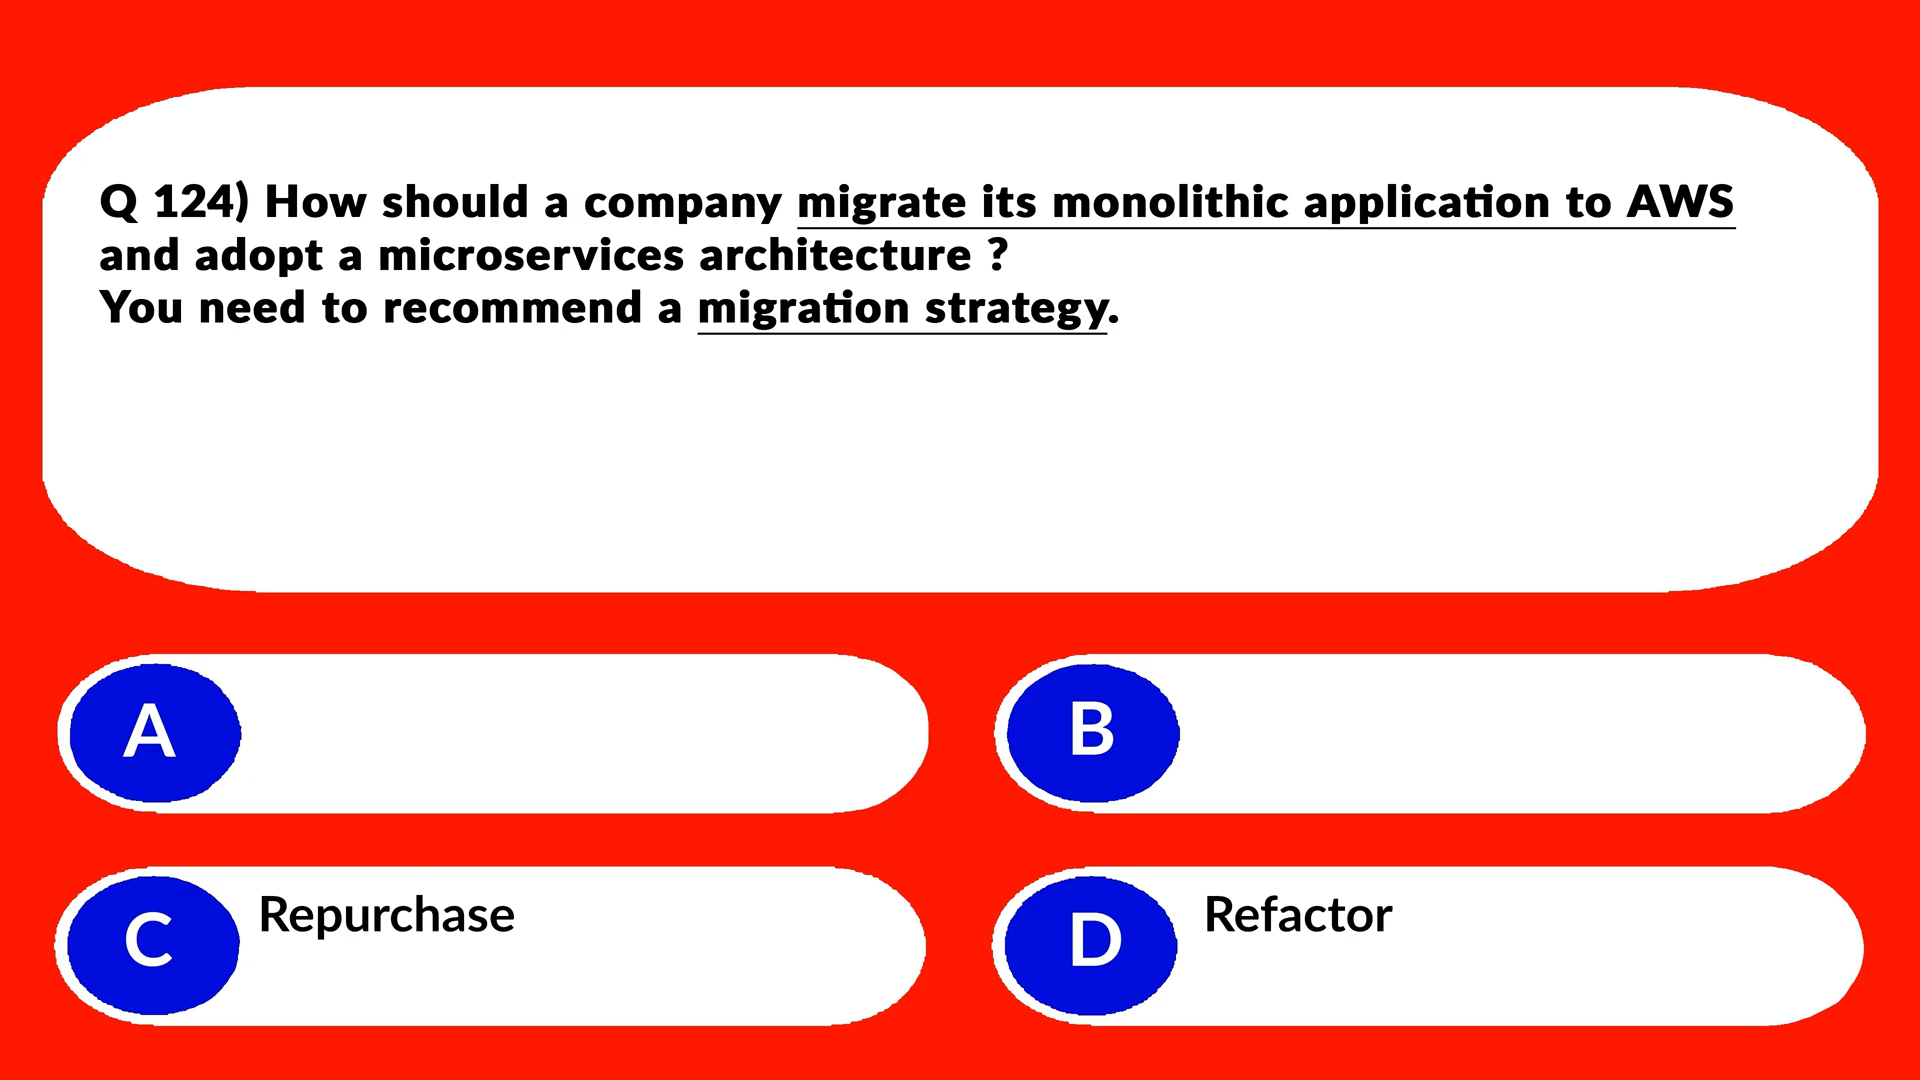 Q 124) How should a company migrate its monolithic application to AWS
and adopt a microservices architecture ?
You need to recommend a migration strategy.
A
B
C Repurchase
D Refactor